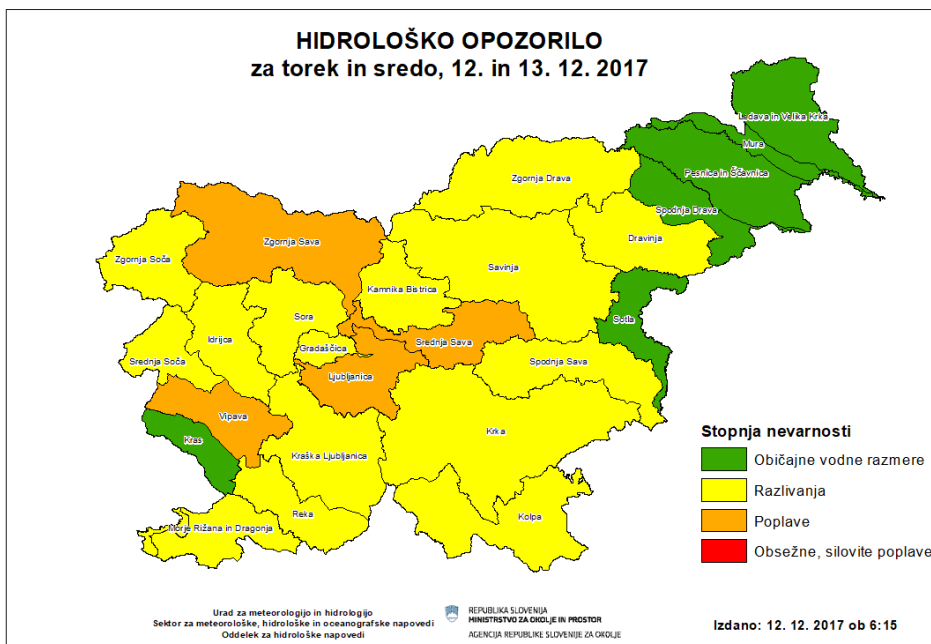 HIDROLOŠKO OPOZORILO
za torek in sredo, 12. in 13. 12. 2017
Ledava in Velika Krka
Mura
Pesnica in Ščavnica
Zgornja Drava
Spodnja Drava
Dravinja
Zgornja Sava
Zgornja Soča
Savinja
Kamnika Bistrica
Sora
Sotla
Idrijca
Srednja Sava
Gradaščica
Srednja Soča
Spodnja Sava
Ljubljanica
Vipava
Kras
Krka
Kraška Ljubljanica
Reka
Kolpa
Morje Rižana in Dragonja
Stopnja nevarnosti
Običajne vodne razmere
Razlivanja
Poplave
Obsežne, silovite poplave
Urad za meteorologijo in hidrologijo
Sektor za meteorološke, hidrološke in oceanografske napovedi
Oddelek za hidrološke napovedi
REPUBLIKA SLOVENIJA
MINISTRSTVO ZA OKOLJE IN PROSTOR
AGENCIJA REPUBLIKE SLOVENIJE ZA OKOLJE
Izdano: 12. 12. 2017 ob 6:15